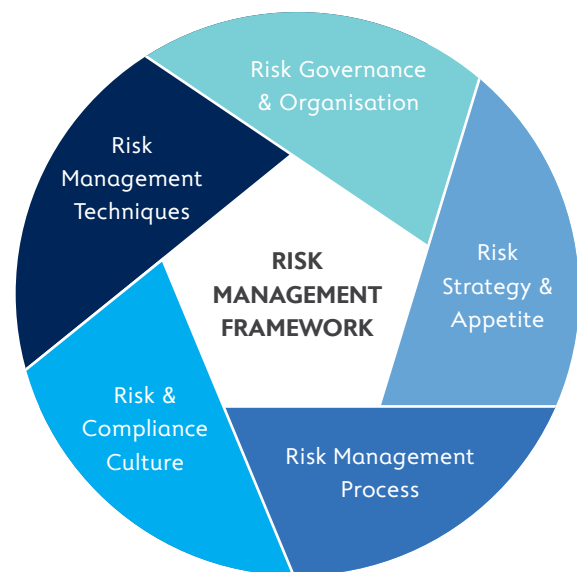 Risk Governance
& Organisation
Risk
Strategy &
Appetite
Risk Management
Process
Risk &
Compliance
Culture
Risk
Management
Techniques
RISK
MANAGEMENT
FRAMEWORK